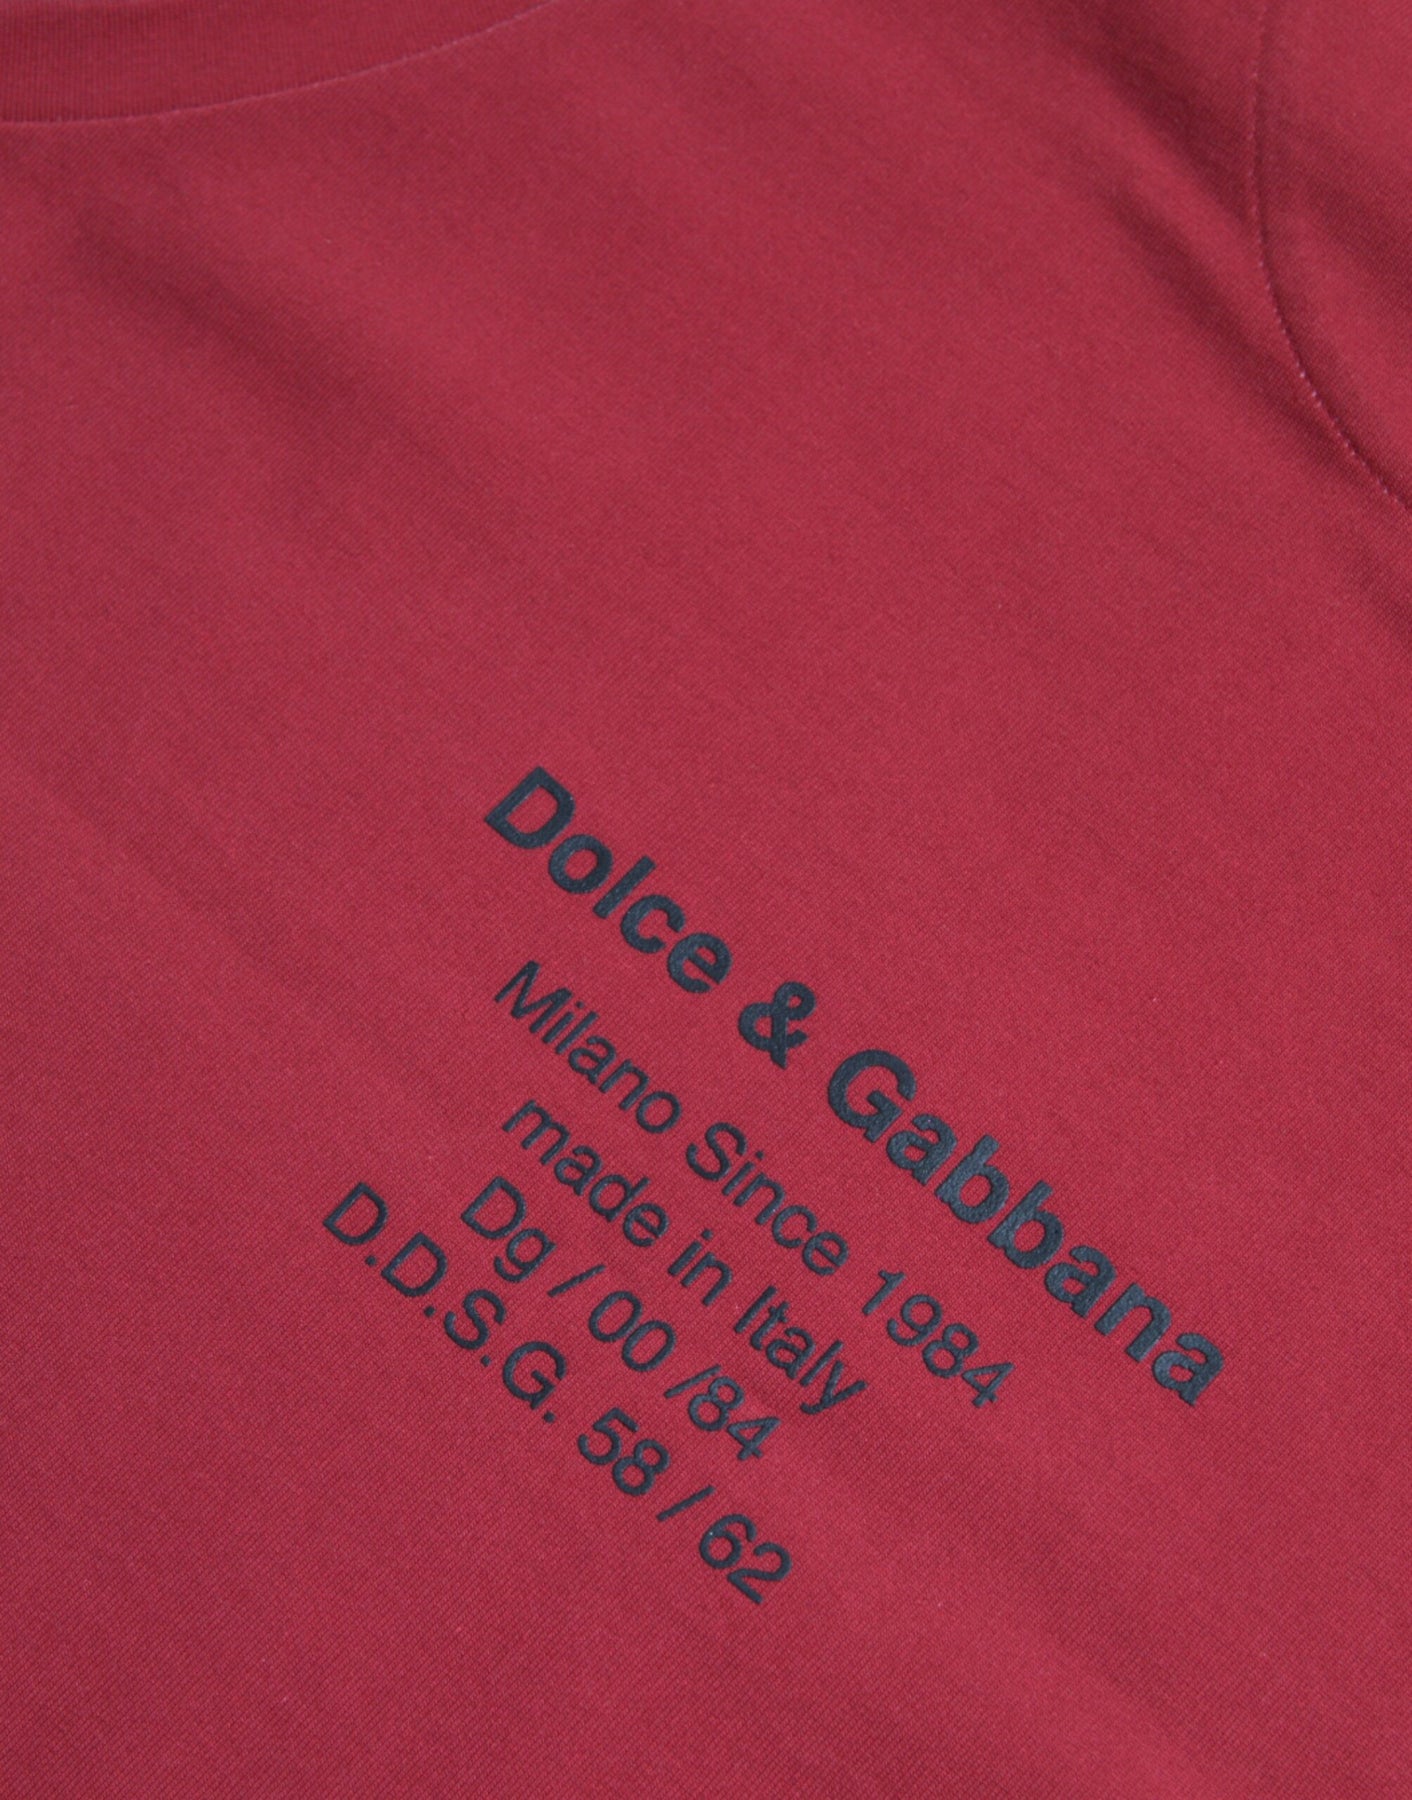 Dolce & Gabbana
Milano Since 1984
made in Italy
Dg / 00 /84
D.D.S.G. 58 / 62